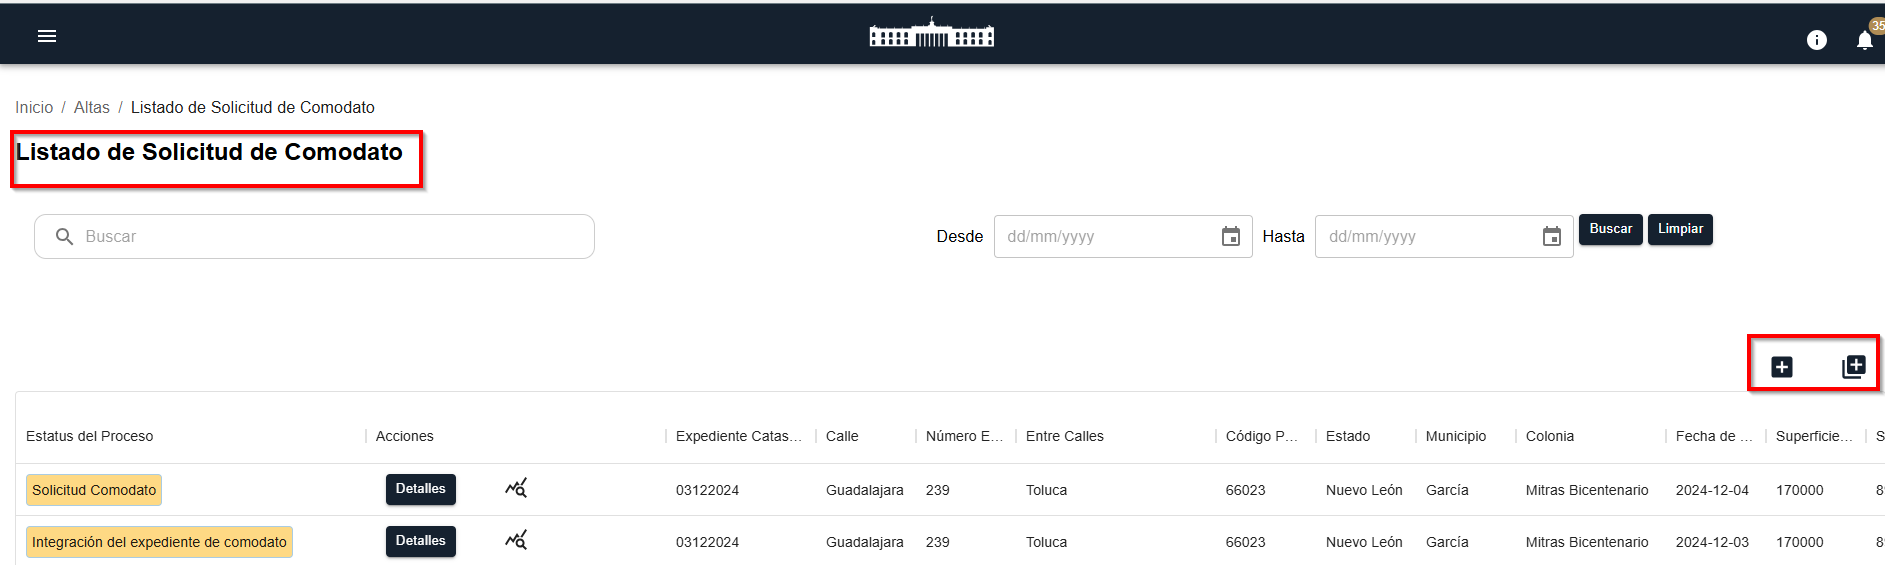 35
Inicio / Altas / Listado de Solicitud de Comodato
Listado de Solicitud de Comodato
Buscar
Desde dd/mm/yyyy Hasta dd/mm/yyyy Buscar Limpiar
Estatus del Proceso Acciones Expediente Catas... Calle Número E... Entre Calles Código P... Estado Municipio Colonia Fecha de ... Superficie... S
Solicitud Comodato Detalles 03122024 Guadalajara 239 Toluca 66023 Nuevo León García Mitras Bicentenario 2024-12-04 170000
Integración del expediente de comodato Detalles 03122024 Guadalajara 239 Toluca 66023 Nuevo León García Mitras Bicentenario 2024-12-03 170000